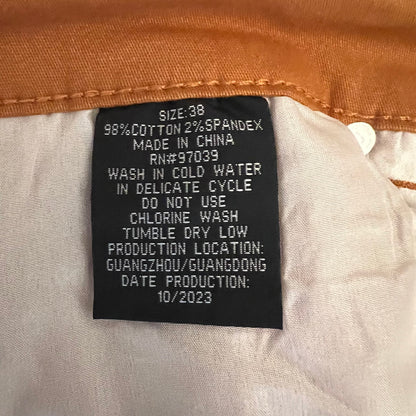 SIZE:38
98%COTTON 2%SPANDEX
MADE IN CHINA
RN#97039
WASH IN COLD WATER
IN DELICATE CYCLE
DO NOT USE
CHLORINE WASH
TUMBLE DRY LOW
PRODUCTION LOCATION:
GUANGZHOU/GUANGDONG
DATE PRODUCTION:
10/2023